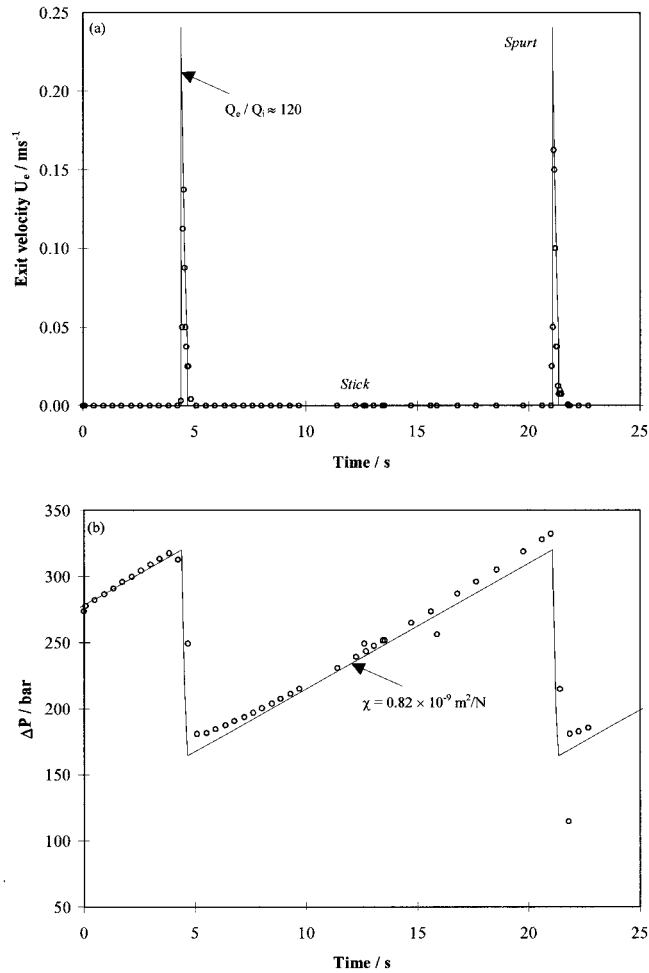 (a)
0.25
0.20
0.15
0.10
0.05
0.00
Exit velocity Uₑ / ms⁻¹
Qₑ / Qᵢ ≈ 120
Spurt
Stick
0 5 10 15 20 25
Time / s
(b)
350
300
250
200
150
100
50
ΔP / bar
χ = 0.82 × 10⁻⁹ m²/N
0 5 10 15 20 25
Time / s